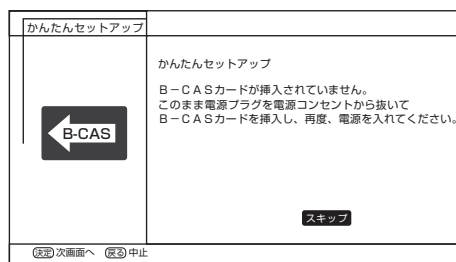 かんたんセットアップ
かんたんセットアップ
B－CASカードが挿入されていません。
このまま電源プラグを電源コンセントから抜いて
B－CASカードを挿入し、再度、電源を入れてください。
B-CAS
スキップ
決定 次画面へ 戻る 中止